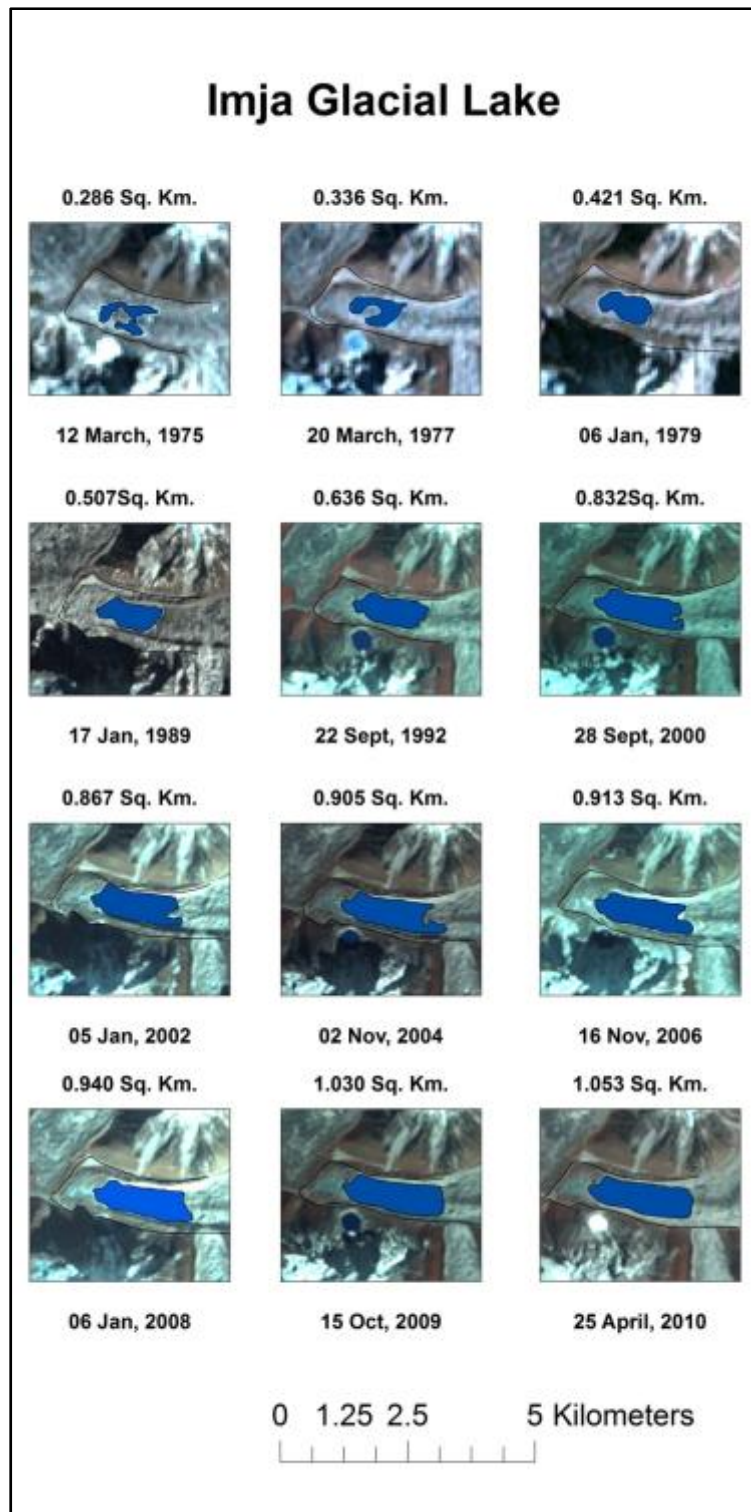 Imja Glacial Lake
0.286 Sq. Km. 0.336 Sq. Km. 0.421 Sq. Km.
12 March, 1975 20 March, 1977 06 Jan, 1979
0.507Sq. Km. 0.636 Sq. Km. 0.832Sq. Km.
17 Jan, 1989 22 Sept, 1992 28 Sept, 2000
0.867 Sq. Km. 0.905 Sq. Km. 0.913 Sq. Km.
05 Jan, 2002 02 Nov, 2004 16 Nov, 2006
0.940 Sq. Km. 1.030 Sq. Km. 1.053 Sq. Km.
06 Jan, 2008 15 Oct, 2009 25 April, 2010
0 1.25 2.5 5 Kilometers